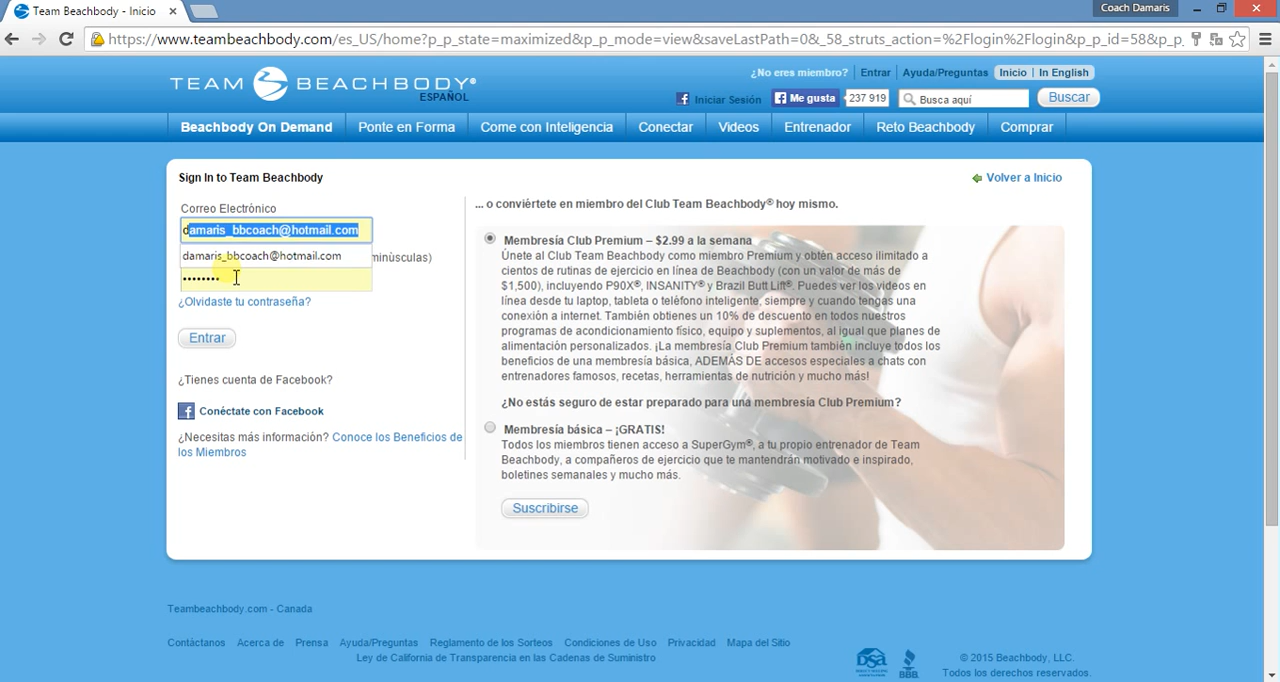 Team Beachbody - Inicio
Coach Damaris
https://www.teambeachbody.com/es_US/home?p_p_state=maximized&p_p_mode=view&saveLastPath=0&_58_struts_action=%2Flogin%2Flogin&p_p_id=58&p_p_
TEAM BEACHBODY®
ESPAÑOL
¿No eres miembro? Entrar Ayuda/Preguntas Inicio In English
Iniciar Sesión Me gusta 237 919 Busca aquí Buscar
Beachbody On Demand Ponte en Forma Come con Inteligencia Conectar Videos Entrenador Reto Beachbody Comprar
Sign In to Team Beachbody
Volver a Inicio
Correo Electrónico
damaris_bbcoach@hotmail.com
damaris_bbcoach@hotmail.com
minúsculas)
••••••••
¿Olvidaste tu contraseña?
Entrar
¿Tienes cuenta de Facebook?
Conéctate con Facebook
¿Necesitas más información? Conoce los Beneficios de
los Miembros
... o conviértete en miembro del Club Team Beachbody® hoy mismo.
Membresía Club Premium – $2.99 a la semana
Únete al Club Team Beachbody como miembro Premium y obtén acceso ilimitado a
cientos de rutinas de ejercicio en línea de Beachbody (con un valor de más de
$1,500), incluyendo P90X®, INSANITY® y Brazil Butt Lift®. Puedes ver los videos en
línea desde tu laptop, tableta o teléfono inteligente, siempre y cuando tengas una
conexión a internet. También obtienes un 10% de descuento en todos nuestros
programas de acondicionamiento físico, equipo y suplementos, al igual que planes de
alimentación personalizados. ¡La membresía Club Premium también incluye todos los
beneficios de una membresía básica, ADEMÁS DE accesos especiales a chats con
entrenadores famosos, recetas, herramientas de nutrición y mucho más!
¿No estás seguro de estar preparado para una membresía Club Premium?
Membresía básica – ¡GRATIS!
Todos los miembros tienen acceso a SuperGym®, a tu propio entrenador de Team
Beachbody, a compañeros de ejercicio que te mantendrán motivado e inspirado,
boletines semanales y mucho más.
Suscribirse
Teambeachbody.com - Canada
Contáctanos Acerca de Prensa Ayuda/Preguntas Reglamento de los Sorteos Condiciones de Uso Privacidad Mapa del Sitio
Ley de California de Transparencia en las Cadenas de Suministro
DSA
BBB
© 2015 Beachbody, LLC.
Todos los derechos reservados.